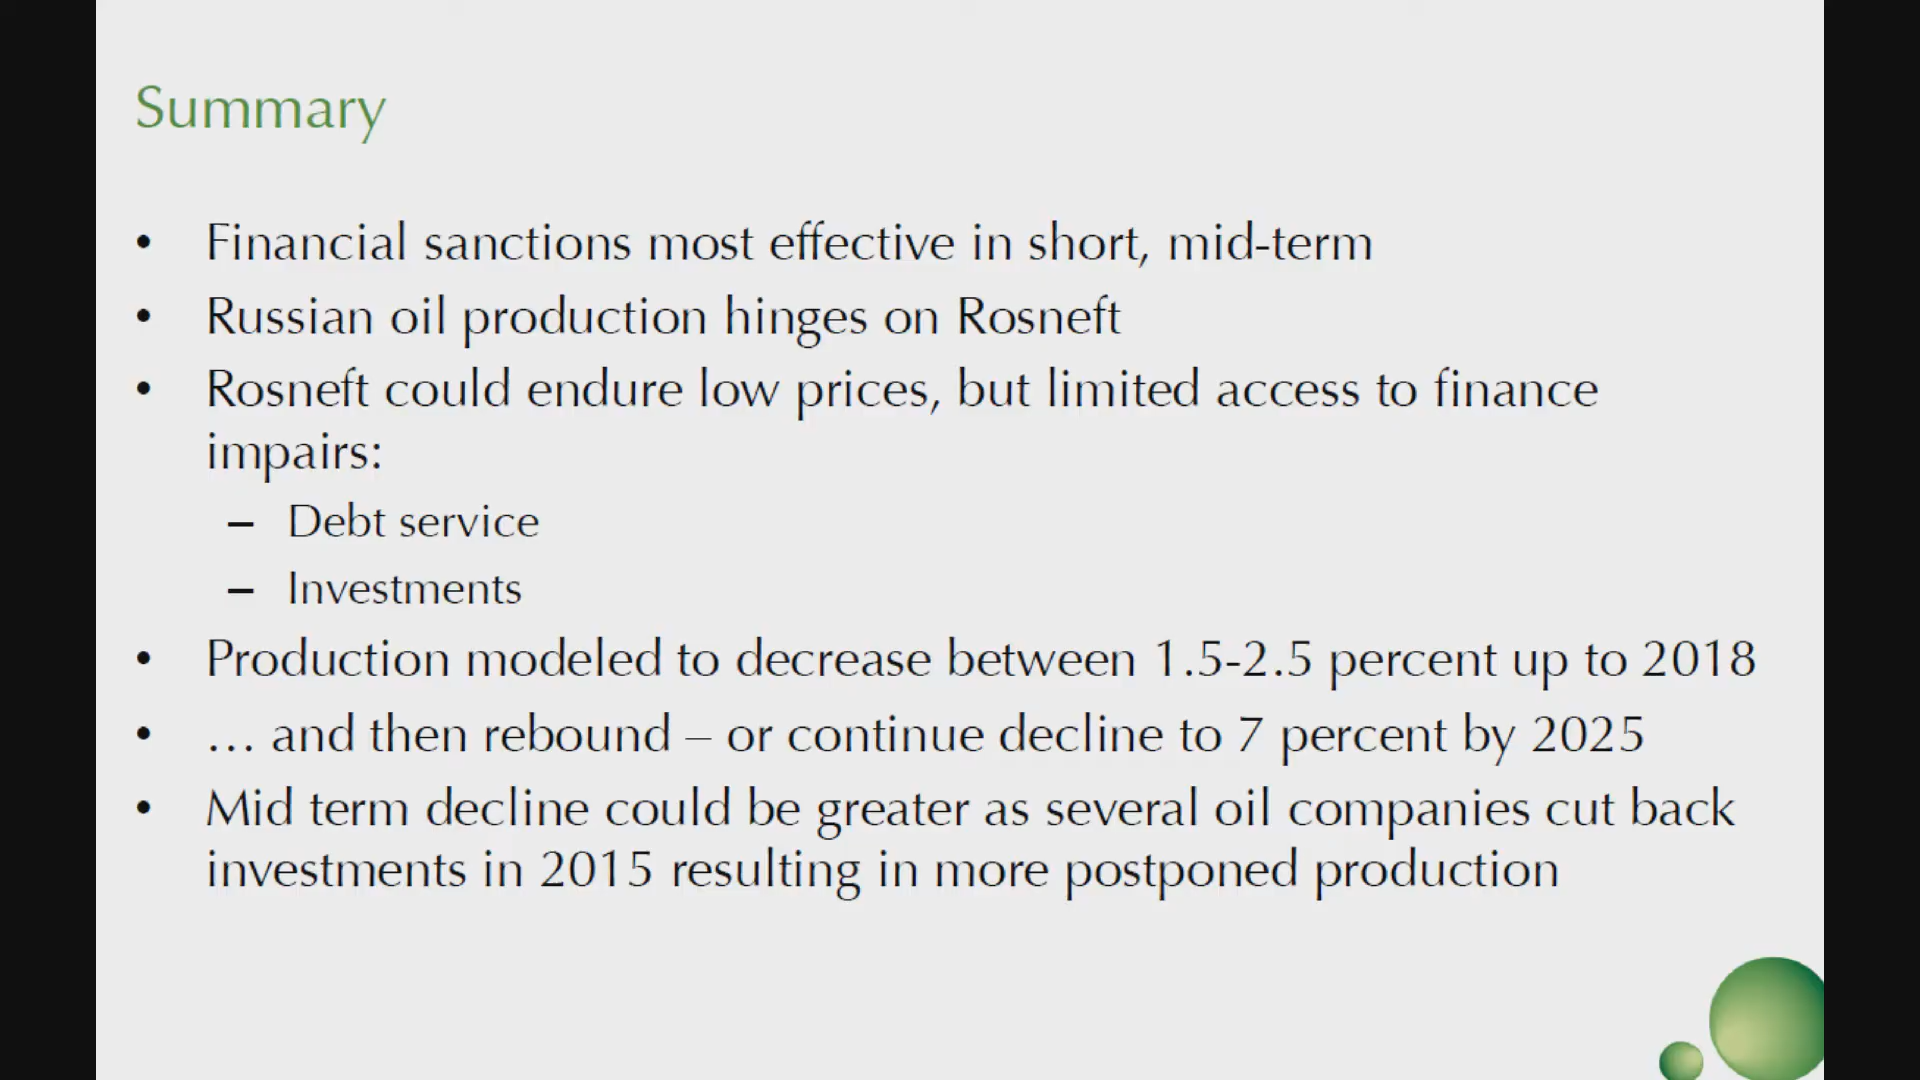 Summary
• Financial sanctions most effective in short, mid-term
• Russian oil production hinges on Rosneft
• Rosneft could endure low prices, but limited access to finance
impairs:
– Debt service
– Investments
• Production modeled to decrease between 1.5-2.5 percent up to 2018
• … and then rebound – or continue decline to 7 percent by 2025
• Mid term decline could be greater as several oil companies cut back
investments in 2015 resulting in more postponed production